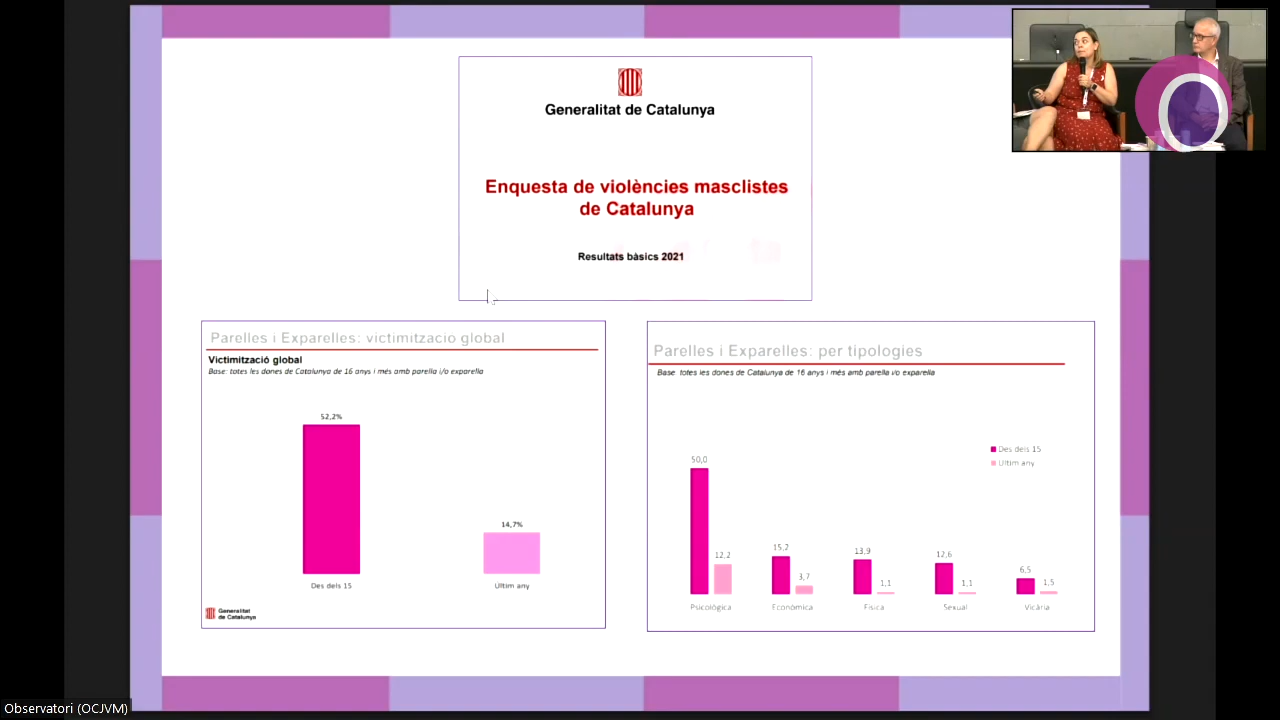 Generalitat de Catalunya
Enquesta de violències masclistes
de Catalunya
Resultats bàsics 2021
Parelles i Exparelles: victimitzacio global
Victimització global
Base: totes les dones de Catalunya de 16 anys i més amb parella i/o exparella
52,2%
14,7%
Des dels 15
Ultim any
Generalitat
de Catalunya
Parelles i Exparelles: per tipologies
Base: totes les dones de Catalunya de 16 anys i més amb parella i/o exparella
Des dels 15
Ultim any
50,0
12,2
15,2
3,7
13,9
1,1
12,6
1,1
6,5
1,5
Psicològica
Econòmica
Física
Sexual
Vicària
Observatori (OCJVM)